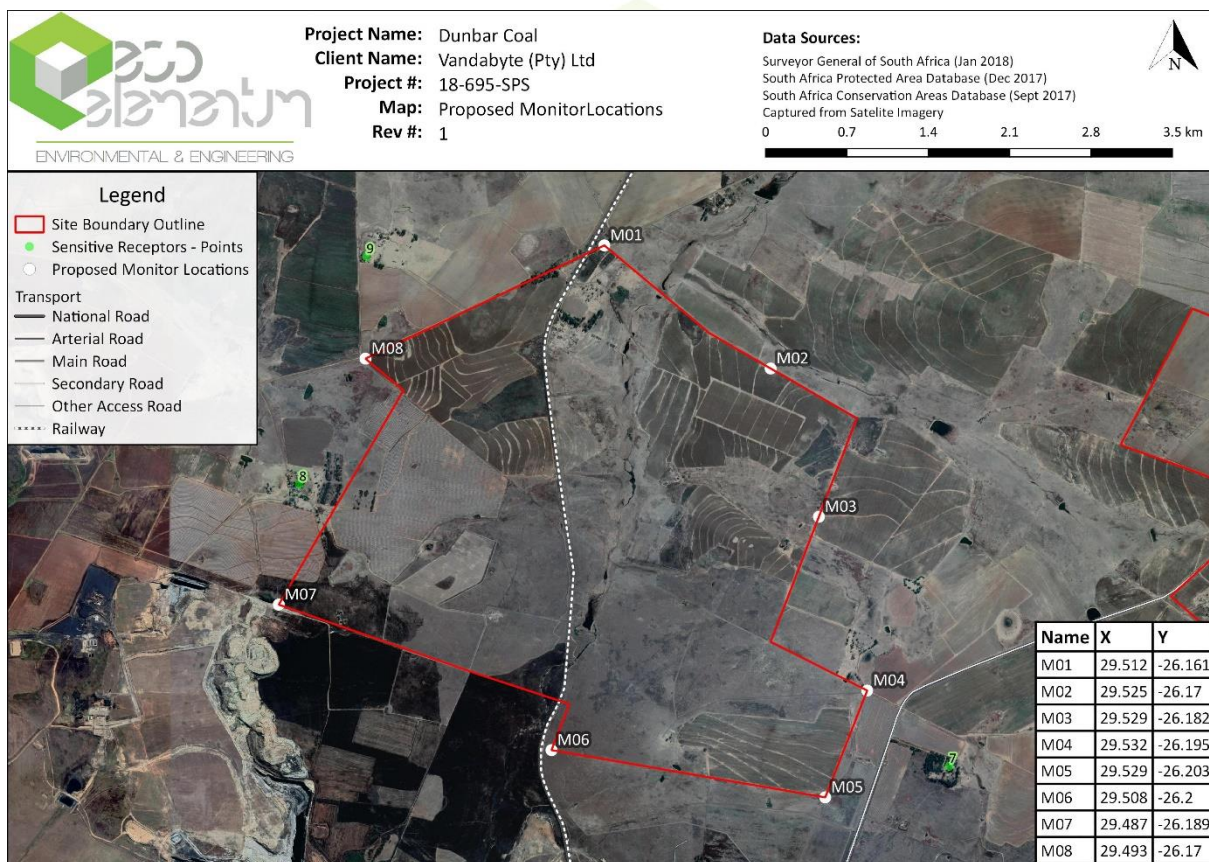 eco
elementum
ENVIRONMENTAL & ENGINEERING
Project Name: Dunbar Coal
Client Name: Vandabyte (Pty) Ltd
Project #: 18-695-SPS
Map: Proposed MonitorLocations
Rev #: 1
Data Sources:
Surveyor General of South Africa (Jan 2018)
South Africa Protected Area Database (Dec 2017)
South Africa Conservation Areas Database (Sept 2017)
Captured from Satelite Imagery
N
0 0.7 1.4 2.1 2.8 3.5 km
Legend
Site Boundary Outline
Sensitive Receptors - Points
Proposed Monitor Locations
Transport
National Road
Arterial Road
Main Road
Secondary Road
Other Access Road
Railway
9
M01
M08
M02
8
M03
M07
M04
M06
7
M05
Name X Y
M01 29.512 -26.161
M02 29.525 -26.17
M03 29.529 -26.182
M04 29.532 -26.195
M05 29.529 -26.203
M06 29.508 -26.2
M07 29.487 -26.189
M08 29.493 -26.17